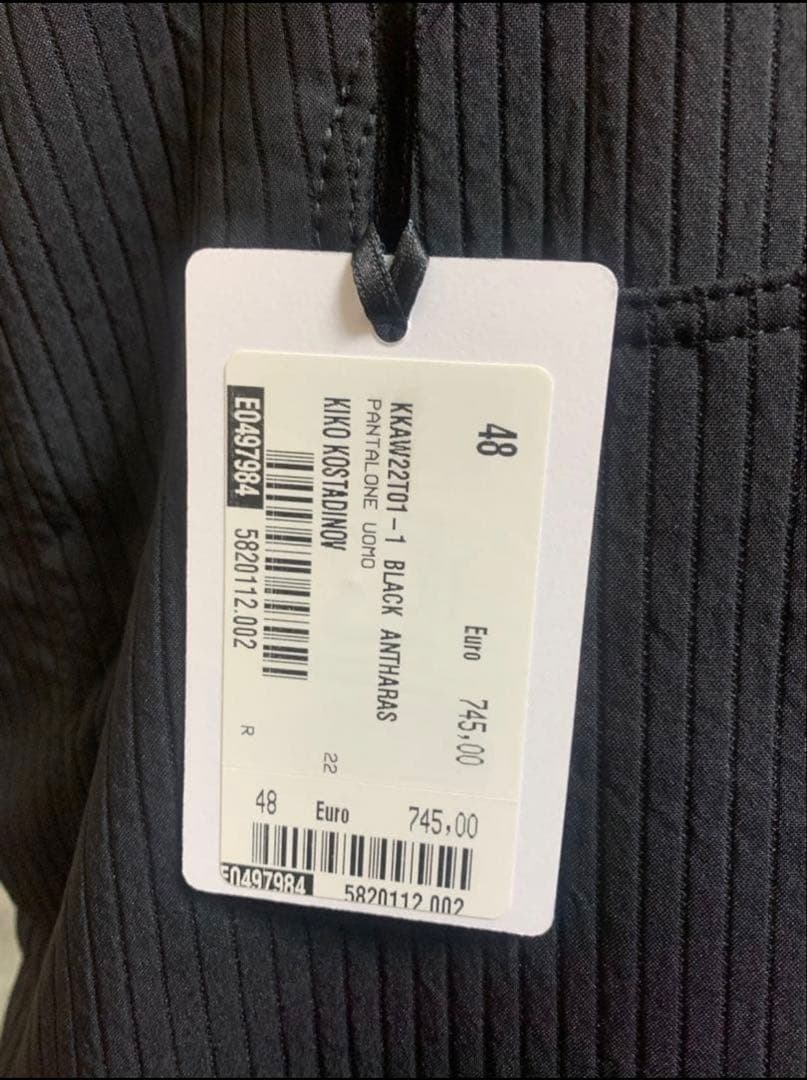 48
Euro 745,00
KKAW22T01-1 BLACK ANTHARAS
PANTALONE UOMO
KIKO KOSTADINOV
22
E0497984 5820112.002 R
48 Euro 745,00
E0497984 5820112.002